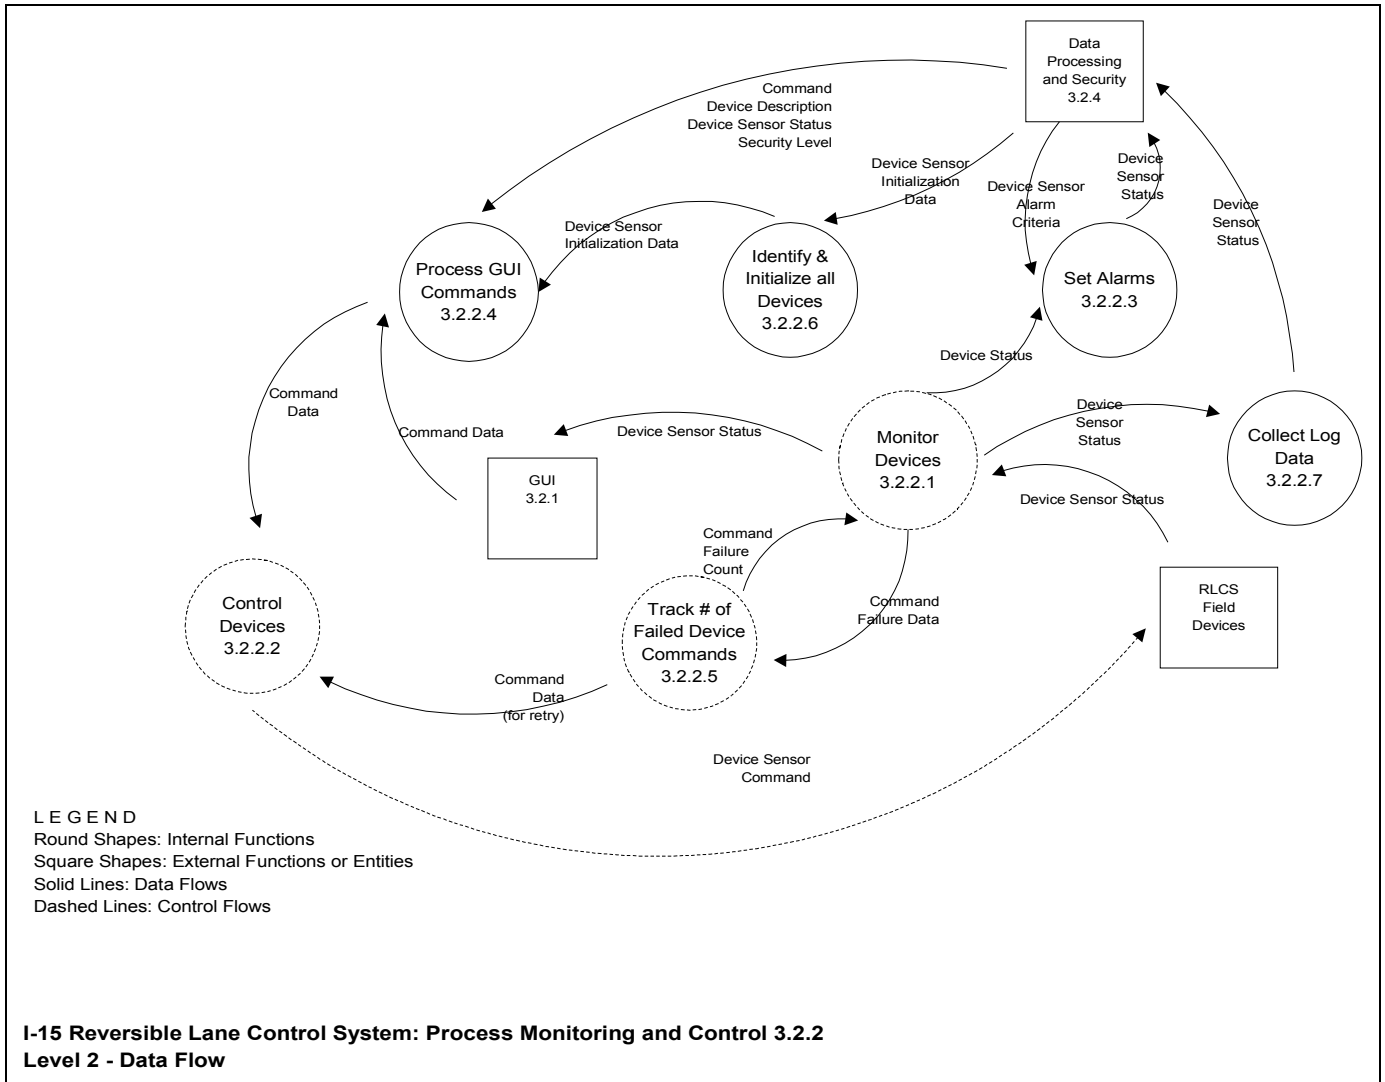 Data
Processing
and Security
3.2.4
Command
Device Description
Device Sensor Status
Security Level
Device Sensor
Initialization
Data
Device Sensor
Alarm
Criteria
Device
Sensor
Status
Device
Sensor
Status
Device Sensor
Initialization Data
Process GUI
Commands
3.2.2.4
Identify &
Initialize all
Devices
3.2.2.6
Set Alarms
3.2.2.3
Device Status
Command
Data
Command Data
Device Sensor Status
Monitor
Devices
3.2.2.1
Device
Sensor
Status
Collect Log
Data
3.2.2.7
GUI
3.2.1
Device Sensor Status
Command
Failure
Count
Control
Devices
3.2.2.2
Track # of
Failed Device
Commands
3.2.2.5
Command
Failure Data
RLCS
Field
Devices
Command
Data
(for retry)
Device Sensor
Command
L E G E N D
Round Shapes: Internal Functions
Square Shapes: External Functions or Entities
Solid Lines: Data Flows
Dashed Lines: Control Flows
I-15 Reversible Lane Control System: Process Monitoring and Control 3.2.2
Level 2 - Data Flow